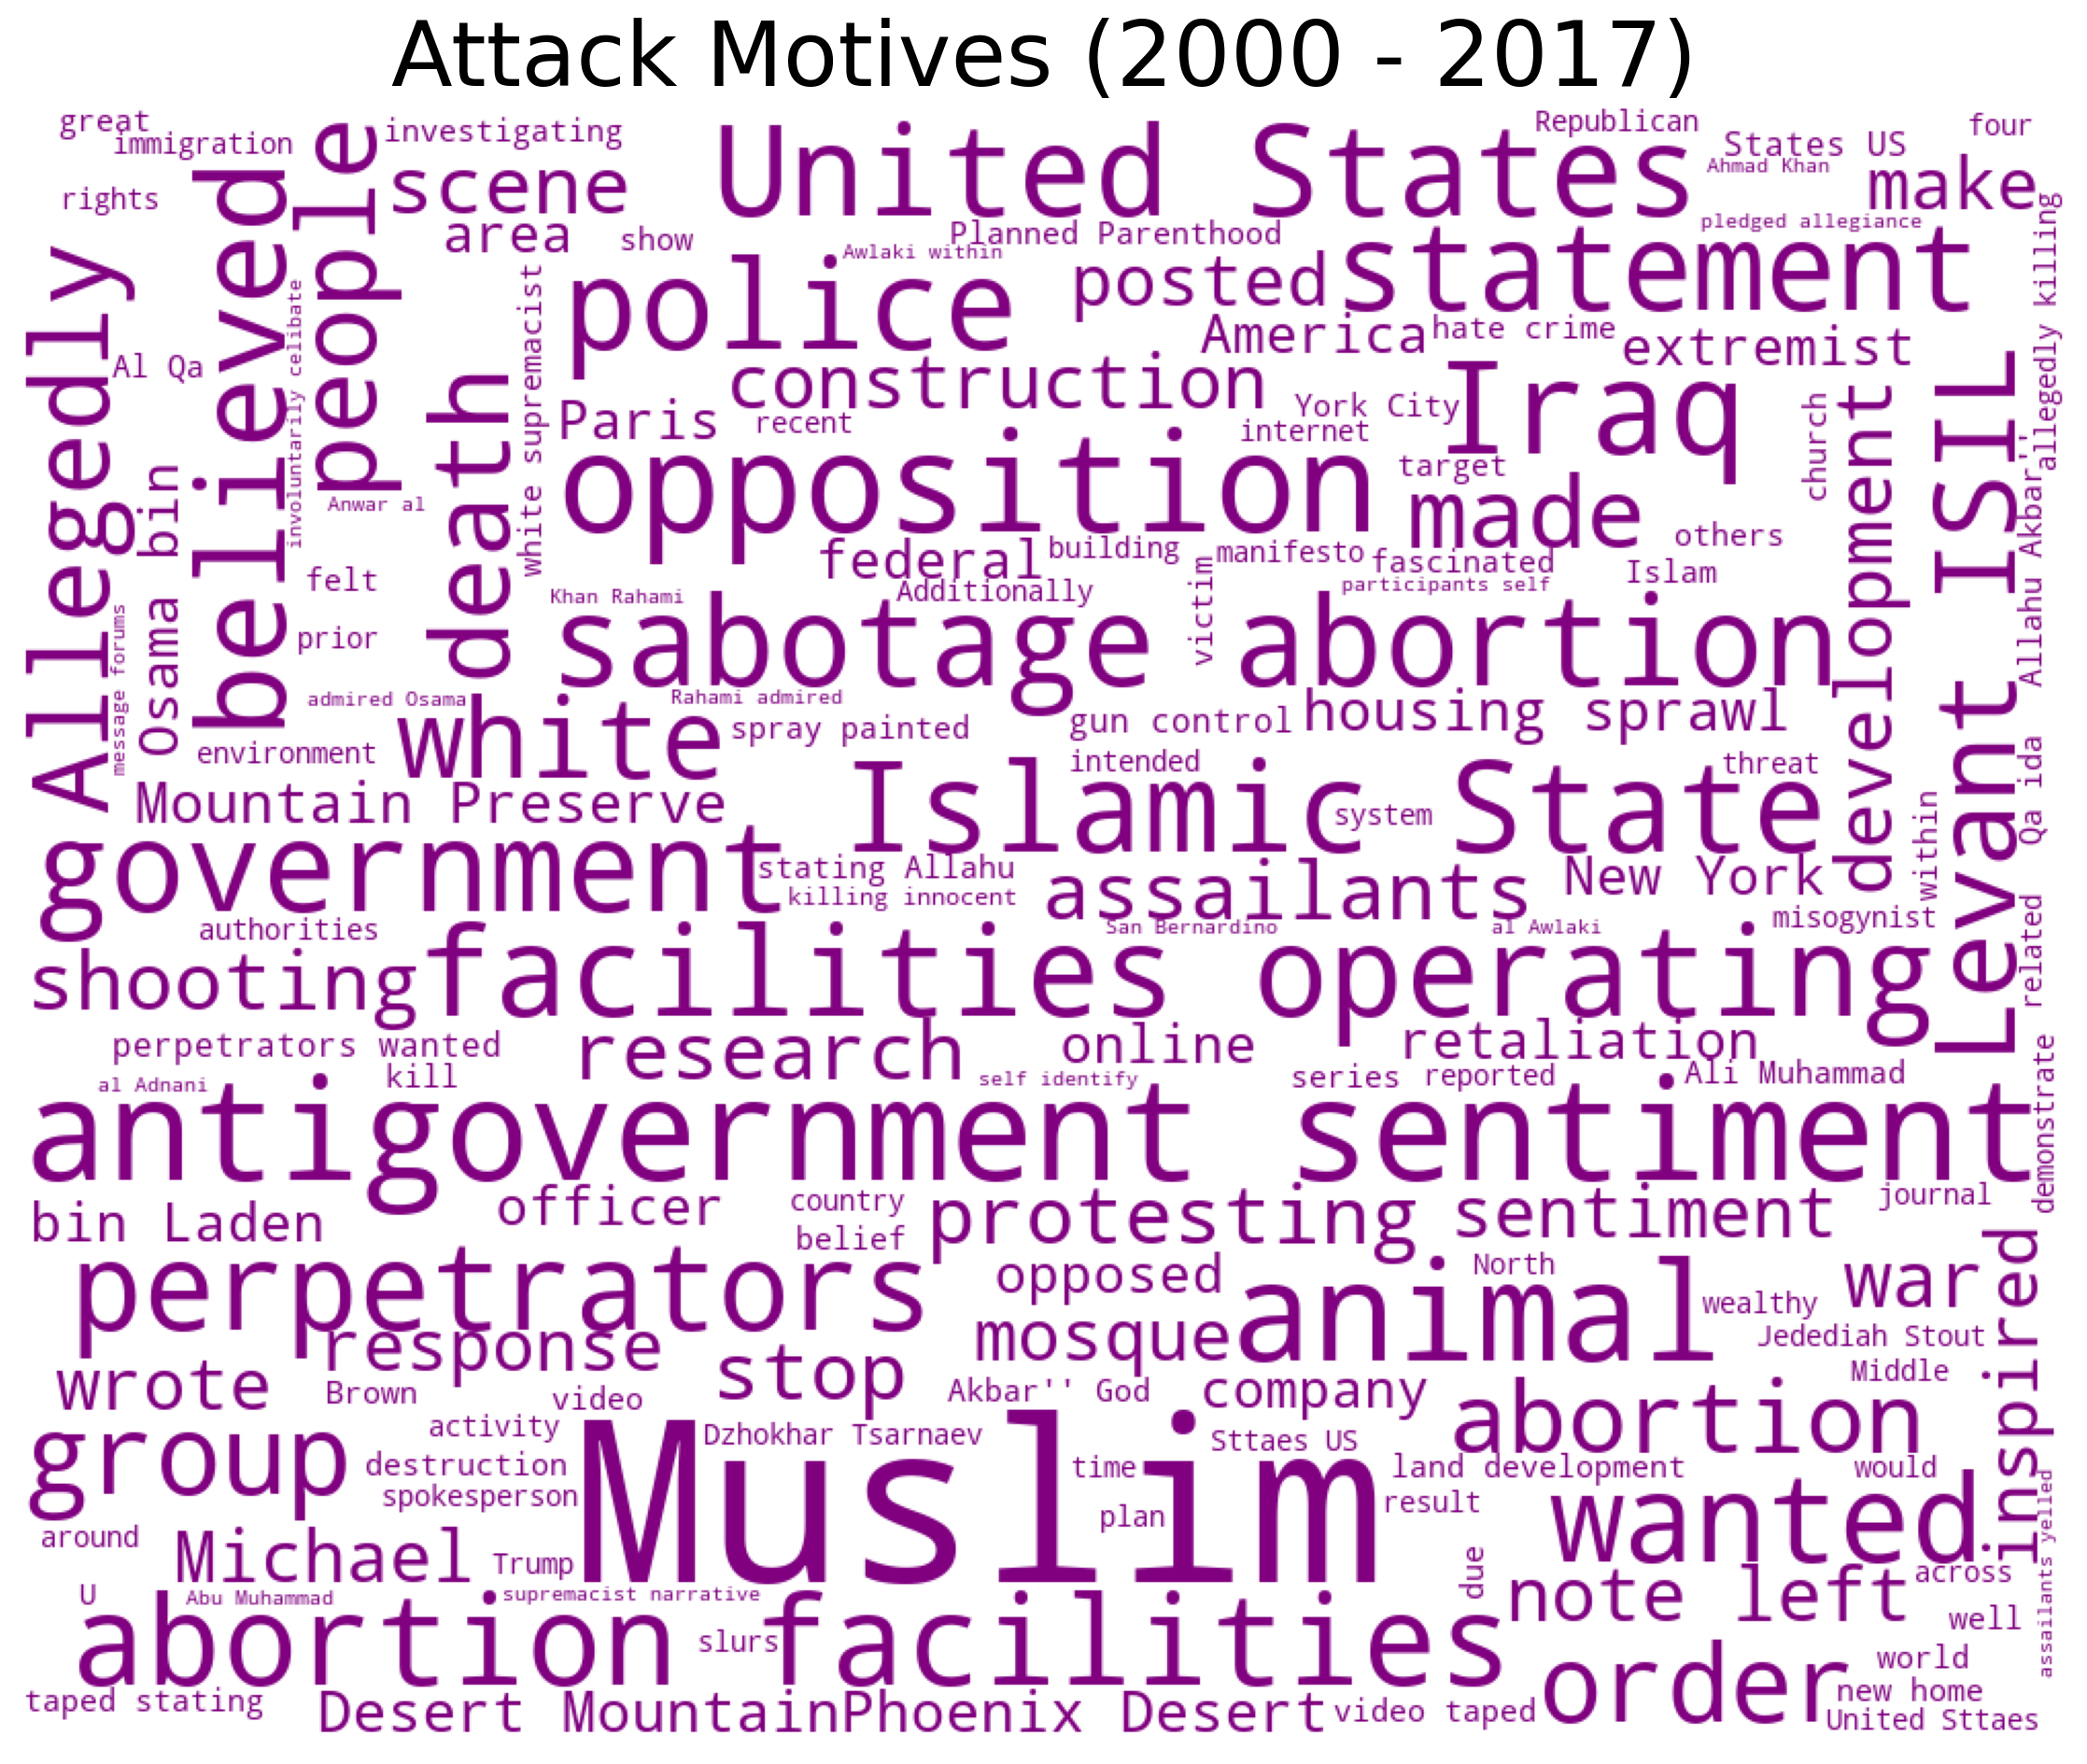 Attack Motives (2000 - 2017)
great
immigration
rights
investigating
scene
area
show
United States
Republican
States US
four
Ahmad Khan
make
Planned Parenthood
Awlaki within
pledged allegiance
statement
posted
police
America
hate crime
extremist
Allegedly
believed
people
Al Qa
involuntarily celibate
white supremacist
allegedly killing
construction
Paris
recent
York City
internet
Iraq
church
development
Levant ISIL
death
Osama bin
Anwar al
opposition
target
made
others
federal
building
manifesto
fascinated
Islam
participants self
Additionally
victim
felt
Khan Rahami
prior
message forums
sabotage
abortion
Allahu Akbar''
admired Osama
Rahami admired
white
spray painted
gun control
housing sprawl
environment
intended
threat
Mountain Preserve
Islamic State
system
Qa ida
within
government
stating Allahu
killing innocent
assailants
New York
misogynist
authorities
San Bernardino
al Awlaki
related
shooting
facilities operating
perpetrators wanted
research
online
retaliation
al Adnani
kill
self identify
series
reported
Ali Muhammad
demonstrate
antigovernment sentiment
bin Laden
officer
country
belief
protesting
sentiment
journal
perpetrators
opposed
North
animal
war
inspired
wealthy
response
stop
mosque
Jedediah Stout
Middle
wrote
Brown
video
Akbar'' God
company
abortion
activity
group
destruction
spokesperson
Muslim
Dzhokhar Tsarnaev
time
plan
Sttaes US
land development
would
result
wanted
assailants yelled
around
Michael
Trump
due
note left
across
U
Abu Muhammad
supremacist narrative
abortion facilities
slurs
well
world
order
new home
taped stating
Desert Mountain
Phoenix Desert
video taped
United Sttaes